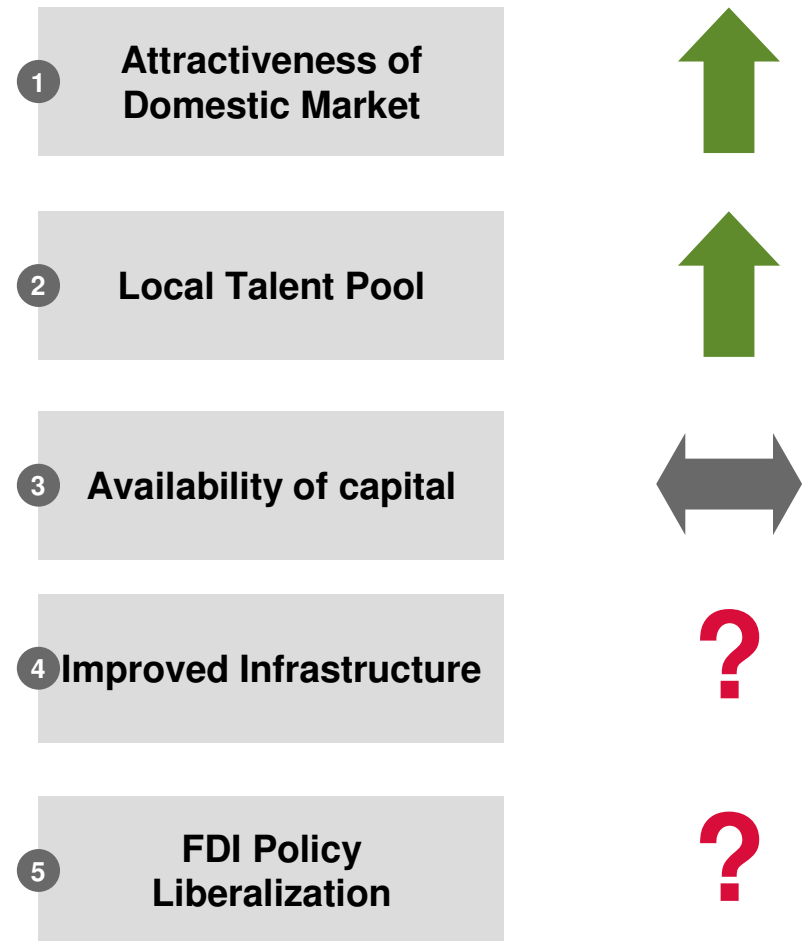 1
Attractiveness of
Domestic Market
2
Local Talent Pool
3
Availability of capital
4
Improved Infrastructure
?
5
FDI Policy
Liberalization
?